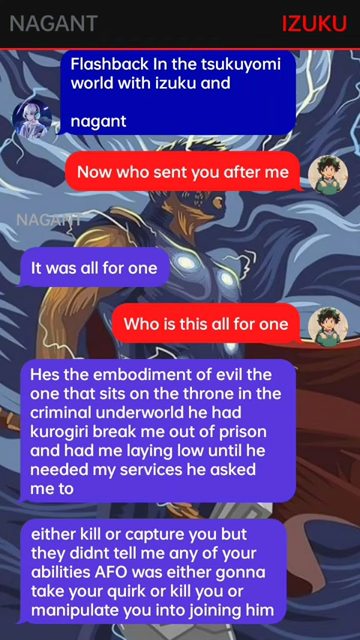 NAGANT IZUKU
Flashback In the tsukuyomi
world with izuku and
nagant
Now who sent you after me
NAGANT
It was all for one
Who is this all for one
Hes the embodiment of evil the
one that sits on the throne in the
criminal underworld he had
kurogiri break me out of prison
and had me laying low until he
needed my services he asked
me to
either kill or capture you but
they didnt tell me any of your
abilities AFO was either gonna
take your quirk or kill you or
manipulate you into joining him